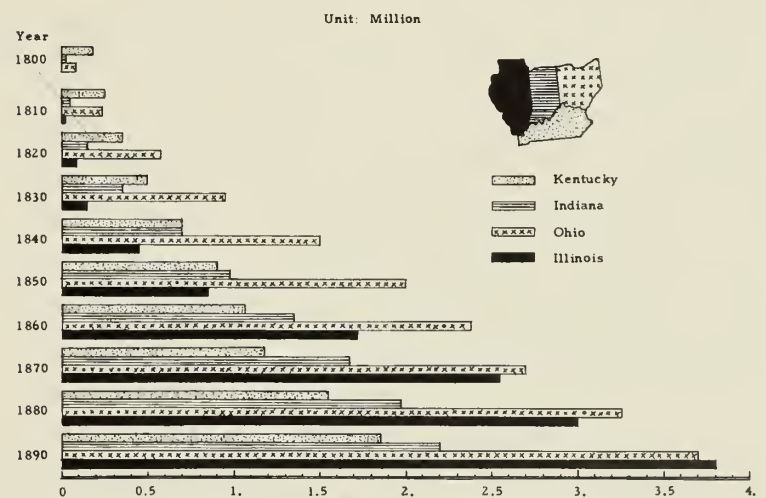 Unit: Million
Year
1800
1810
1820
1830
1840
1850
1860
1870
1880
1890
Kentucky
Indiana
Ohio
Illinois
0 0.5 1. 1.5 2. 2.5 3. 3.5 4.